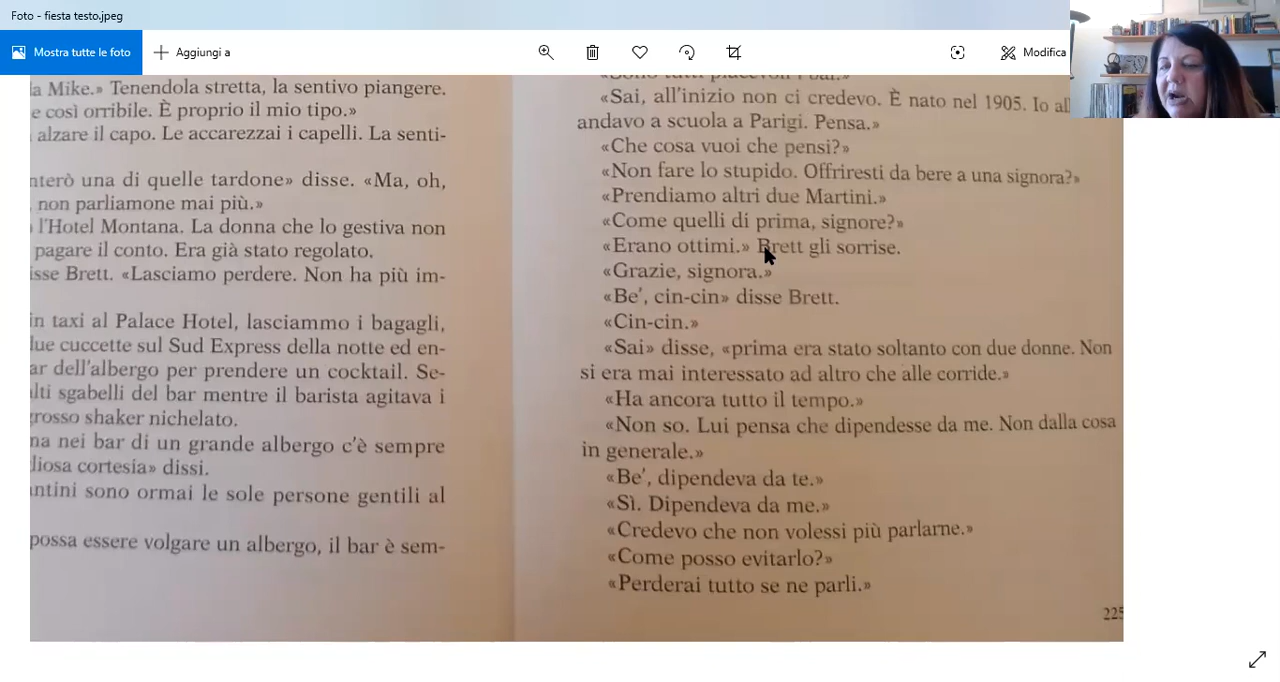 Foto - fiesta testo.jpeg
Mostra tutte le foto
Aggiungi a
Modifica
la Mike.» Tenendola stretta, la sentivo piangere.
e così orribile. È proprio il mio tipo.»
alzare il capo. Le accarezzai i capelli. La senti-
nterò una di quelle tardone» disse. «Ma, oh,
non parliamone mai più.»
l'Hotel Montana. La donna che lo gestiva non
pagare il conto. Era già stato regolato.
isse Brett. «Lasciamo perdere. Non ha più im-
in taxi al Palace Hotel, lasciammo i bagagli,
due cuccette sul Sud Express della notte ed en-
ar dell'albergo per prendere un cocktail. Se-
alti sgabelli del bar mentre il barista agitava i
grosso shaker nichelato.
na nei bar di un grande albergo c'è sempre
liosa cortesia» dissi.
antini sono ormai le sole persone gentili al
possa essere volgare un albergo, il bar è sem-
«Sono tutti piacevoli i bar.»
«Sai, all'inizio non ci credevo. È nato nel 1905. Io al
andavo a scuola a Parigi. Pensa.»
«Che cosa vuoi che pensi?»
«Non fare lo stupido. Offriresti da bere a una signora?»
«Prendiamo altri due Martini.»
«Come quelli di prima, signore?»
«Erano ottimi.» Brett gli sorrise.
«Grazie, signora.»
«Be', cin-cin» disse Brett.
«Cin-cin.»
«Sai» disse, «prima era stato soltanto con due donne. Non
si era mai interessato ad altro che alle corride.»
«Ha ancora tutto il tempo.»
«Non so. Lui pensa che dipendesse da me. Non dalla cosa
in generale.»
«Be', dipendeva da te.»
«Sì. Dipendeva da me.»
«Credevo che non volessi più parlarne.»
«Come posso evitarlo?»
«Perderai tutto se ne parli.»
225